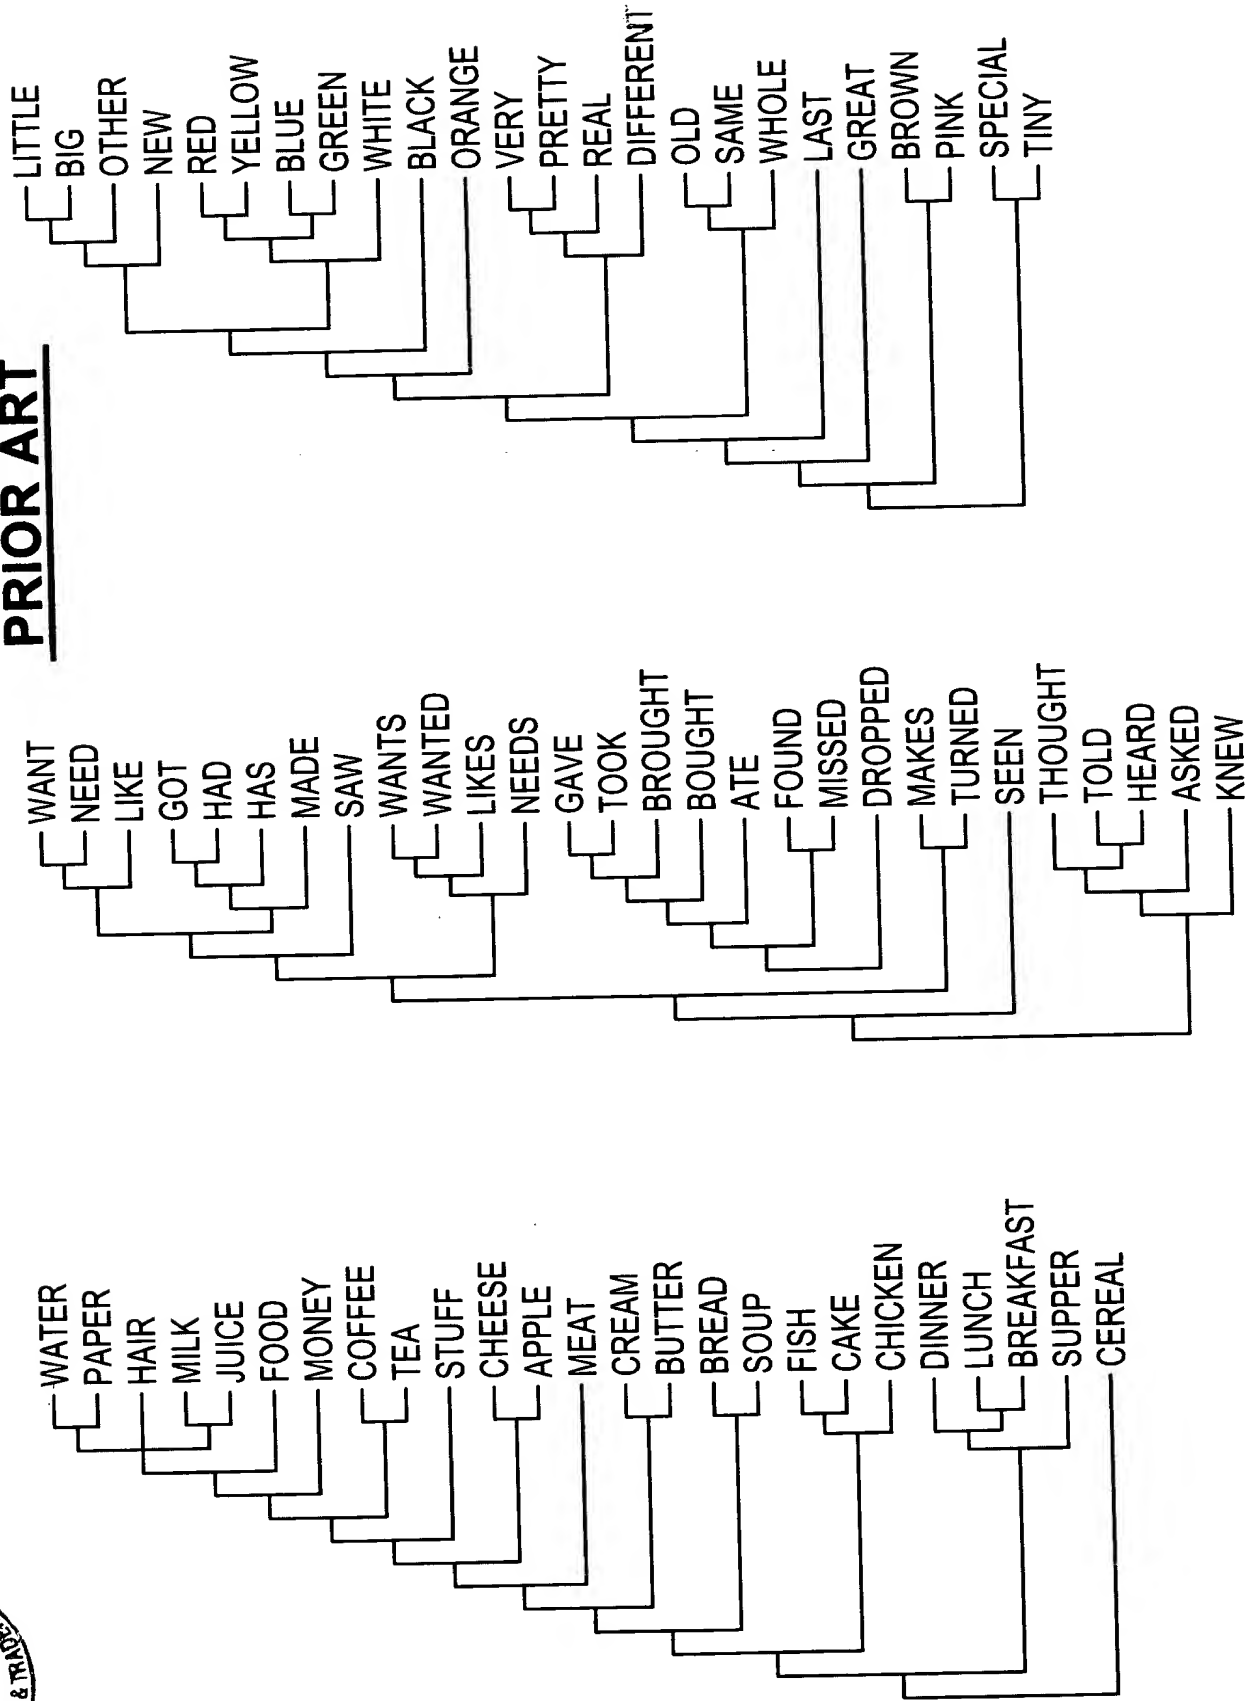 PRIOR ART
WATER
PAPER
HAIR
MILK
JUICE
FOOD
MONEY
COFFEE
TEA
STUFF
CHEESE
APPLE
MEAT
CREAM
BUTTER
BREAD
SOUP
FISH
CAKE
CHICKEN
DINNER
LUNCH
BREAKFAST
SUPPER
CEREAL
WANT
NEED
LIKE
GOT
HAD
HAS
MADE
SAW
WANTS
WANTED
LIKES
NEEDS
GAVE
TOOK
BROUGHT
BOUGHT
ATE
FOUND
MISSED
DROPPED
MAKES
TURNED
SEEN
THOUGHT
TOLD
HEARD
ASKED
KNEW
LITTLE
BIG
OTHER
NEW
RED
YELLOW
BLUE
GREEN
WHITE
BLACK
ORANGE
VERY
PRETTY
REAL
DIFFERENT
OLD
SAME
WHOLE
LAST
GREAT
BROWN
PINK
SPECIAL
TINY
& TRADE